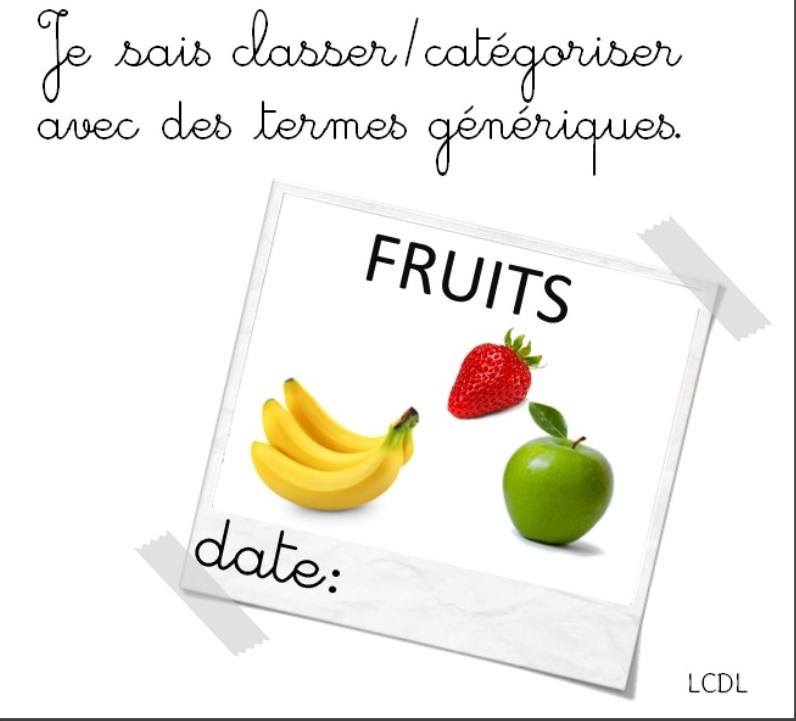 Je sais classer/catégoriser
avec des termes génériques.
FRUITS
date:
LCDL